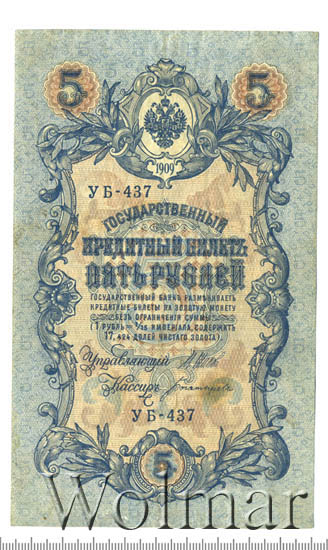 5 5
1909
УБ-437
ГОСУДАРСТВЕННЫЙ
КРЕДИТНЫЙ БИЛЕТЪ
ПЯТЬ РУБЛЕЙ
ГОСУДАРСТВЕННЫЙ БАНКЪ РАЗМѢНИВАЕТЪ
КРЕДИТНЫЕ БИЛЕТЫ НА ЗОЛОТУЮ МОНЕТУ
БЕЗЪ ОГРАНИЧЕНІЯ СУММЫ
(1 РУБЛЬ = 1/15 ИМПЕРІАЛА, СОДЕРЖИТЪ
17,424 ДОЛЕЙ ЧИСТАГО ЗОЛОТА)
Управляющій
Кассиръ
УБ-437
5
Wolmar